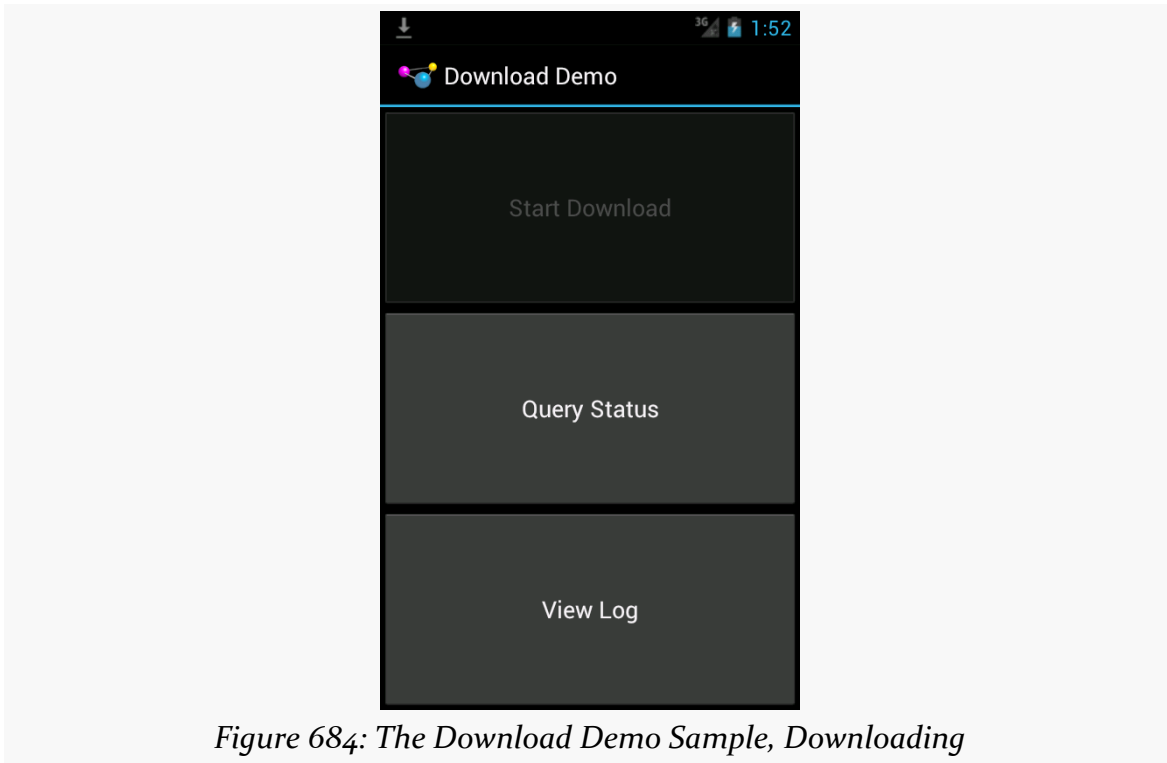 3G 1:52
Download Demo
Start Download
Query Status
View Log
Figure 684: The Download Demo Sample, Downloading